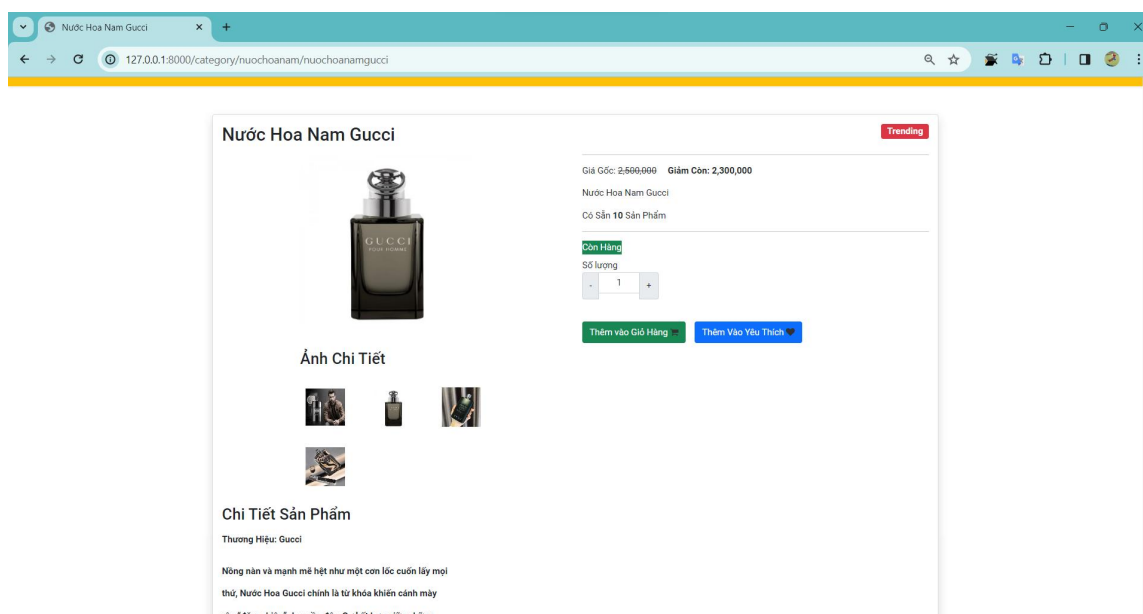 Nước Hoa Nam Gucci
127.0.0.1:8000/category/nuochoanam/nuochoanamgucci
Nước Hoa Nam Gucci
Trending
GUCCI
POUR HOMME
Giá Gốc: 2,500,000 Giảm Còn: 2,300,000
Nước Hoa Nam Gucci
Có Sẵn 10 Sản Phẩm
Còn Hàng
Số lượng
- 1 +
Thêm vào Giỏ Hàng Thêm Vào Yêu Thích
Ảnh Chi Tiết
Chi Tiết Sản Phẩm
Thương Hiệu: Gucci
Nồng nàn và mạnh mẽ hệt như một cơn lốc cuốn lấy mọi
thứ, Nước Hoa Gucci chính là từ khóa khiến cánh mày